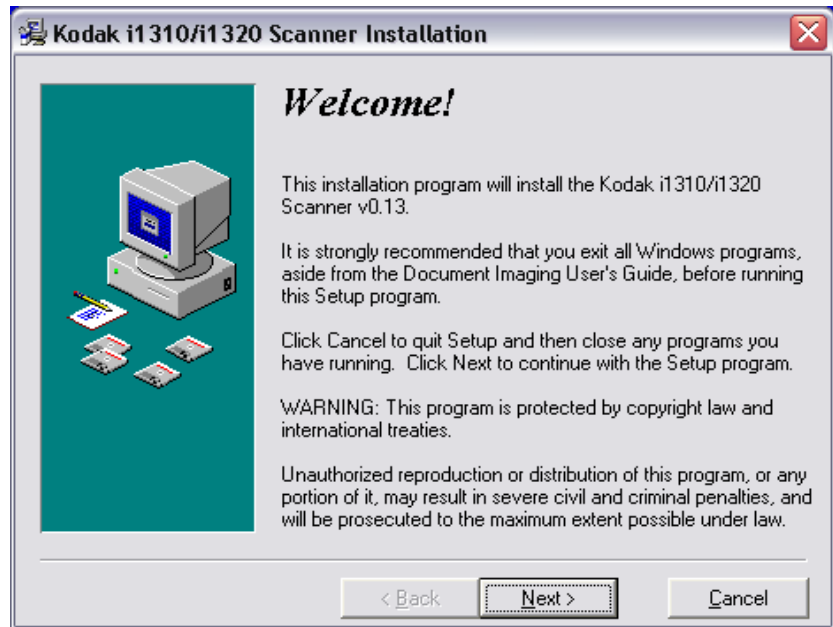 Kodak i1310/i1320 Scanner Installation
Welcome!
This installation program will install the Kodak i1310/i1320
Scanner v0.13.
It is strongly recommended that you exit all Windows programs,
aside from the Document Imaging User's Guide, before running
this Setup program.
Click Cancel to quit Setup and then close any programs you
have running.  Click Next to continue with the Setup program.
WARNING: This program is protected by copyright law and
international treaties.
Unauthorized reproduction or distribution of this program, or any
portion of it, may result in severe civil and criminal penalties, and
will be prosecuted to the maximum extent possible under law.
< Back
Next >
Cancel